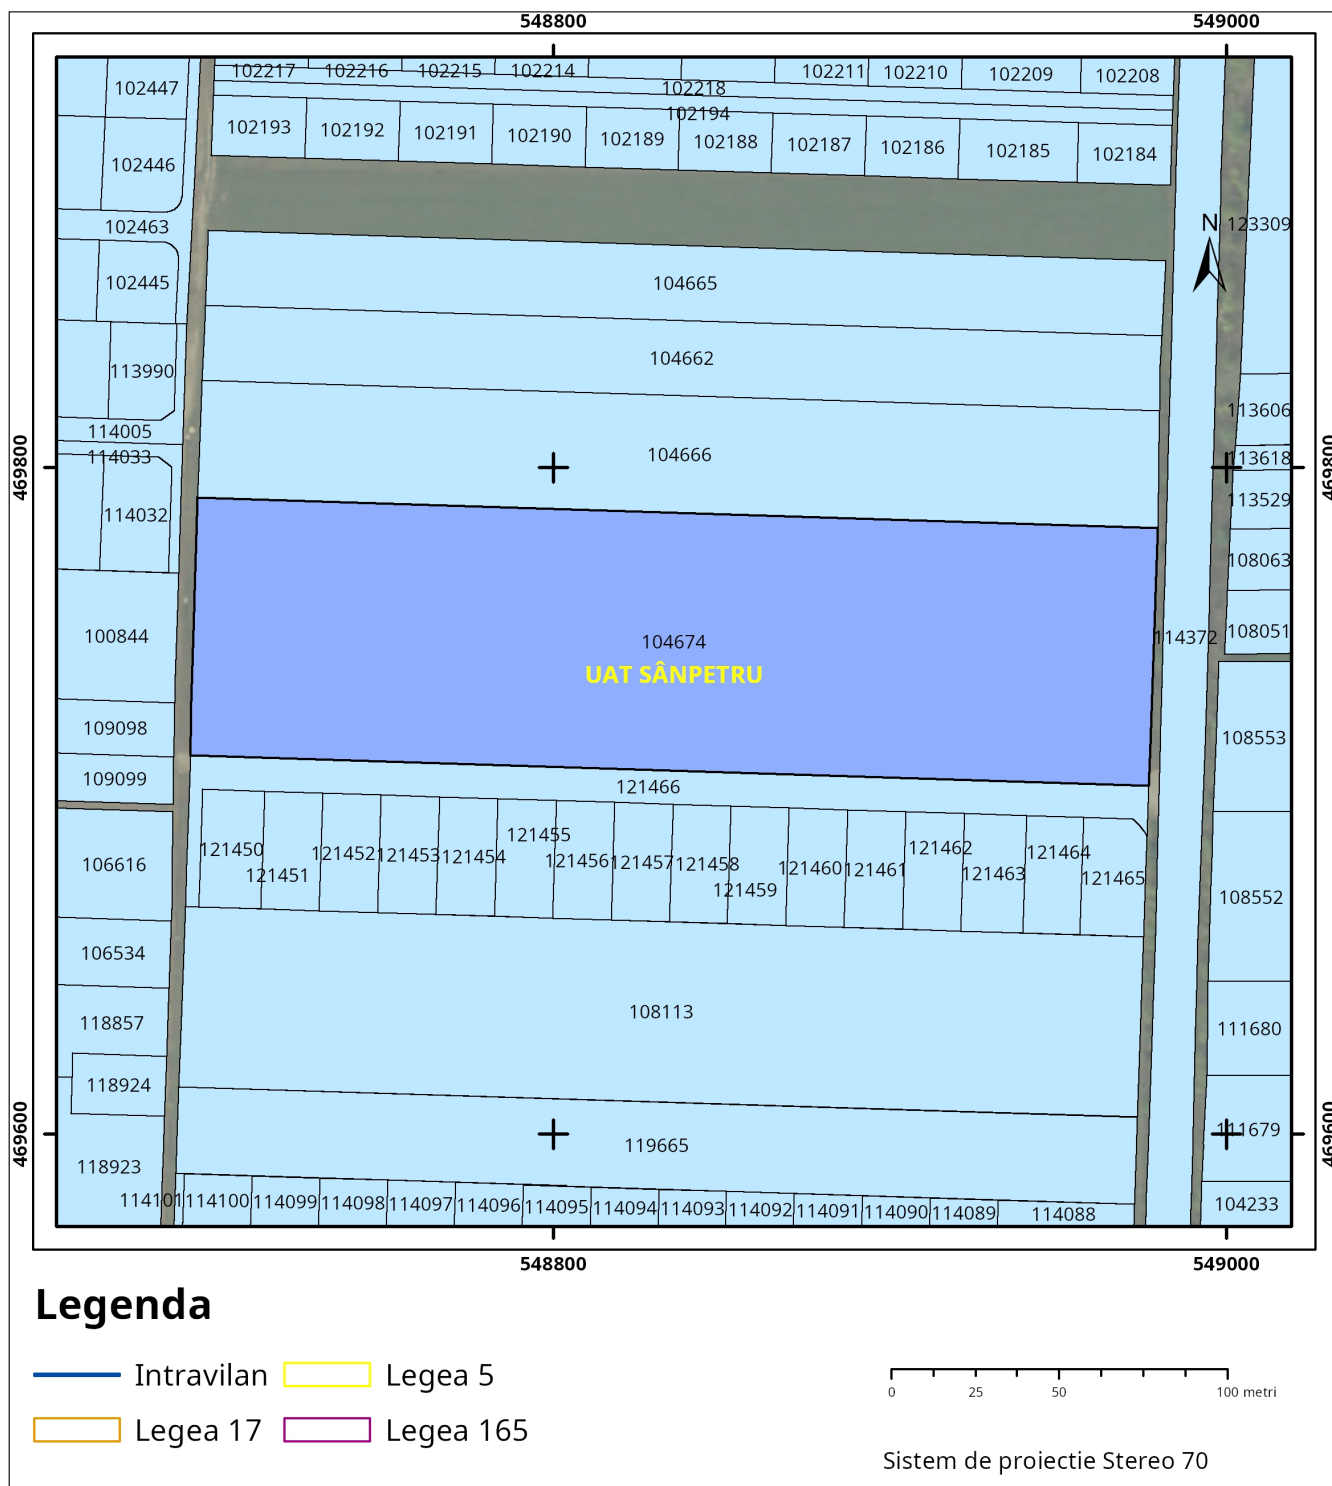 548800 549000
102217 102216 102215 102214 102211 102210 102209 102208
102447 102218
102194
102193 102192 102191 102190 102189 102188 102187 102186 102185 102184
102446
102463 N 123309
102445 104665
104662
113990
113606
114005
114033 104666 113618
469800 469800
114032 113529
108063
100844 104674 114372 108051
UAT SÂNPETRU
109098 108553
109099 121466
121450 121451 121452 121453 121454 121455 121456 121457 121458 121459 121460 121461 121462 121463 121464 121465
106616
108552
106534
118857 108113 111680
118924
469600 469600
119665 111679
118923
114101 114100 114099 114098 114097 114096 114095 114094 114093 114092 114091 114090 114089 114088 104233
548800 549000
Legenda
Intravilan Legea 5
Legea 17 Legea 165
0 25 50 100 metri
Sistem de proiectie Stereo 70